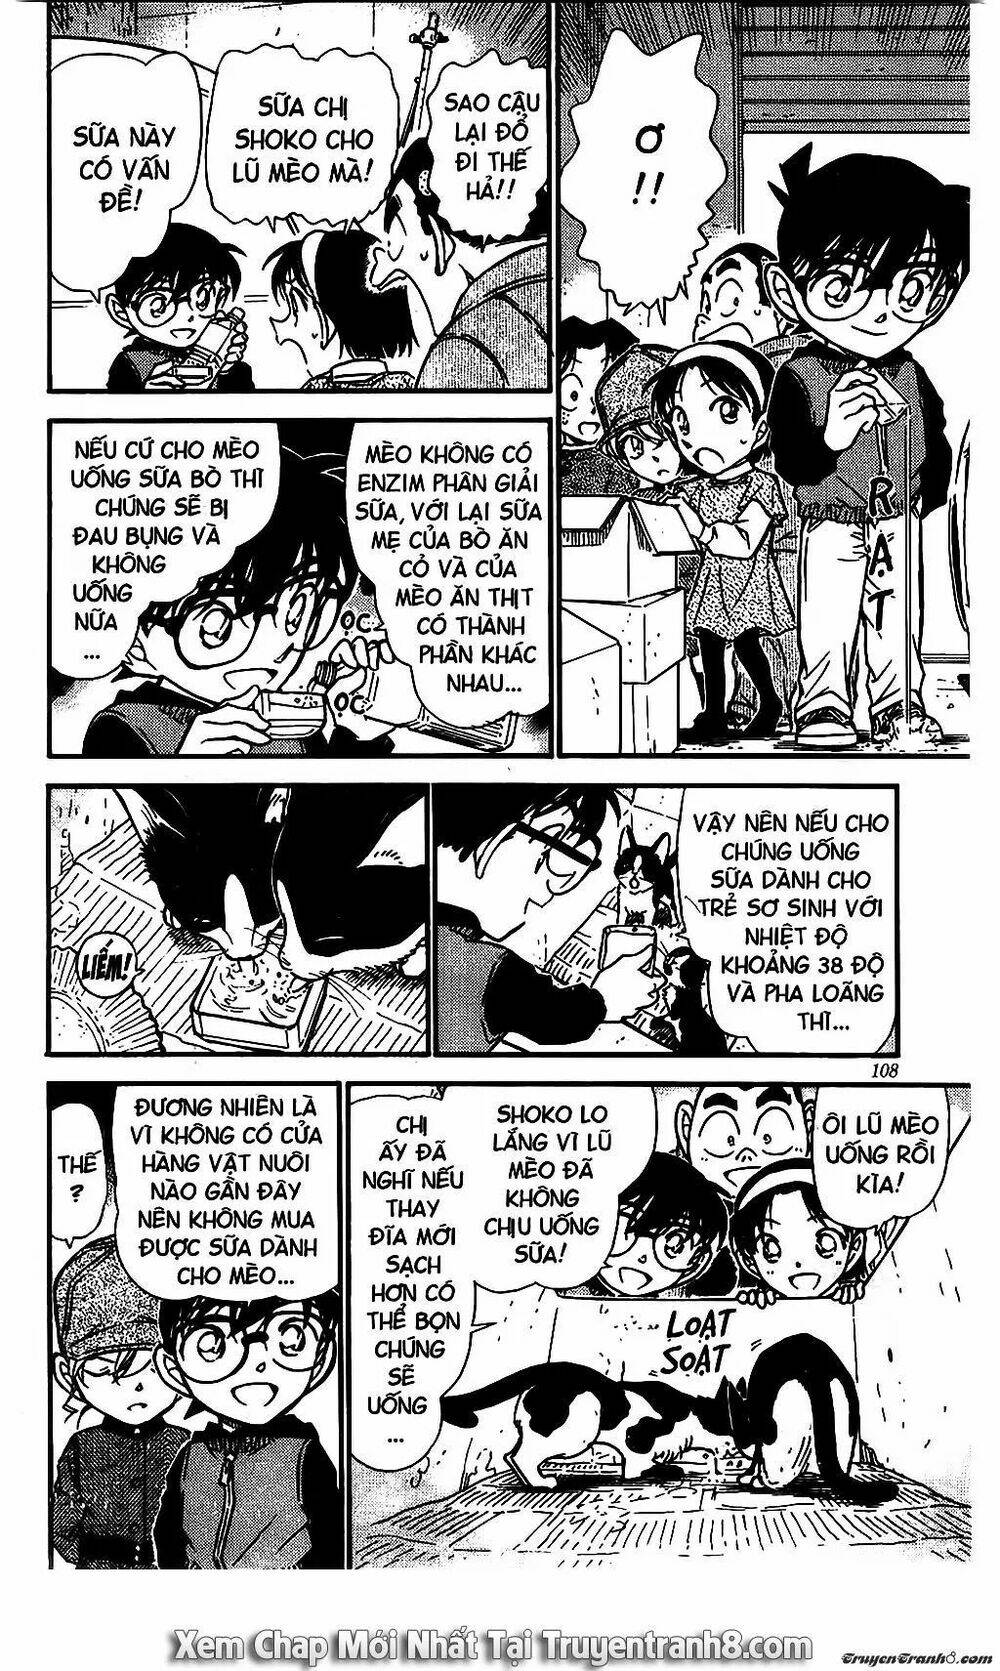 Ơ
!!
RẠT
SAO CẬU
LẠI ĐỔ
ĐI THẾ
HẢ!!
SỮA CHỊ
SHOKO CHO
LŨ MÈO MÀ!
SỮA NÀY
CÓ VẤN
ĐỀ!
MÈO KHÔNG CÓ
ENZIM PHÂN GIẢI
SỮA, VỚI LẠI SỮA
MẸ CỦA BÒ ĂN
CỎ VÀ CỦA
MÈO ĂN THỊT
CÓ THÀNH
PHẦN KHÁC
NHAU...
NẾU CỨ CHO MÈO
UỐNG SỮA BÒ THÌ
CHÚNG SẼ BỊ
ĐAU BỤNG VÀ
KHÔNG
UỐNG
NỮA
...
ỌC
ỌC
VẬY NÊN NẾU CHO
CHÚNG UỐNG
SỮA DÀNH CHO
TRẺ SƠ SINH VỚI
NHIỆT ĐỘ
KHOẢNG 38 ĐỘ
VÀ PHA LOÃNG
THÌ...
LIẾM!
108
ÔI LŨ MÈO
UỐNG RỒI
KÌA!
SHOKO LO
LẮNG VÌ LŨ
MÈO ĐÃ
KHÔNG
CHỊU UỐNG
SỮA!
CHỊ
ẤY ĐÃ
NGHĨ NẾU
THAY
ĐĨA MỚI
SẠCH
HƠN CÓ
THỂ BỌN
CHÚNG
SẼ
UỐNG
...
LOẠT
SOẠT
ĐƯƠNG NHIÊN LÀ
VÌ KHÔNG CÓ CỬA
HÀNG VẬT NUÔI
NÀO GẦN ĐÂY
NÊN KHÔNG MUA
ĐƯỢC SỮA DÀNH
CHO MÈO...
THẾ
?
Xem Chap Mới Nhất Tại Truyentranh8.com
TruyenTranh8.com